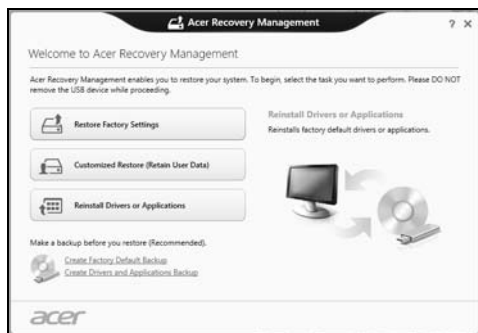 Acer Recovery Management
? ×
Welcome to Acer Recovery Management
Acer Recovery Management enables you to restore your system. To begin, select the task you want to perform. Please DO NOT
remove the USB device while proceeding.
Restore Factory Settings
Customized Restore (Retain User Data)
Reinstall Drivers or Applications
Reinstall Drivers or Applications
Reinstalls factory default drivers or applications.
Make a backup before you restore (Recommended).
Create Factory Default Backup
Create Drivers and Applications Backup
acer